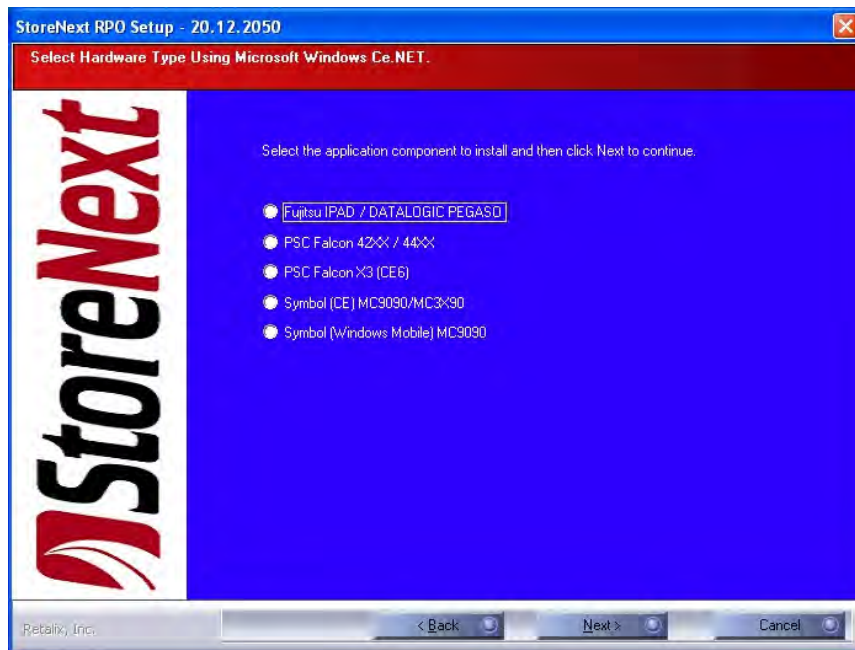 StoreNext RPO Setup - 20.12.2050
Select Hardware Type Using Microsoft Windows Ce.NET.
StoreNext
Select the application component to install and then click Next to continue.
Fujitsu IPAD / DATALOGIC PEGASO
PSC Falcon 42XX / 44XX
PSC Falcon X3 (CE6)
Symbol (CE) MC9090/MC3X90
Symbol (Windows Mobile) MC9090
Retalix, Inc.
< Back
Next >
Cancel